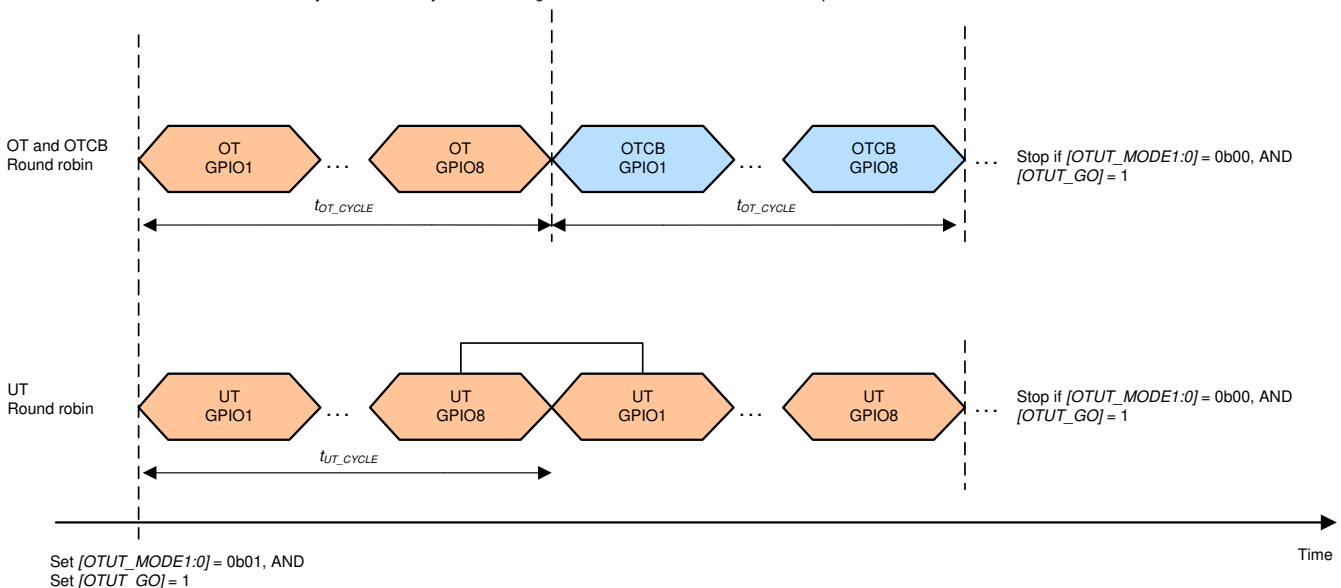 OT and OTCB
Round robin
OT
GPIO1
...
OT
GPIO8
OTCB
GPIO1
...
OTCB
GPIO8
...
Stop if [OTUT_MODE1:0] = 0b00, AND
[OTUT_GO] = 1
tOT_CYCLE
tOT_CYCLE
UT
Round robin
UT
GPIO1
...
UT
GPIO8
UT
GPIO1
...
UT
GPIO8
...
Stop if [OTUT_MODE1:0] = 0b00, AND
[OTUT_GO] = 1
tUT_CYCLE
Time
Set [OTUT_MODE1:0] = 0b01, AND
Set [OTUT_GO] = 1